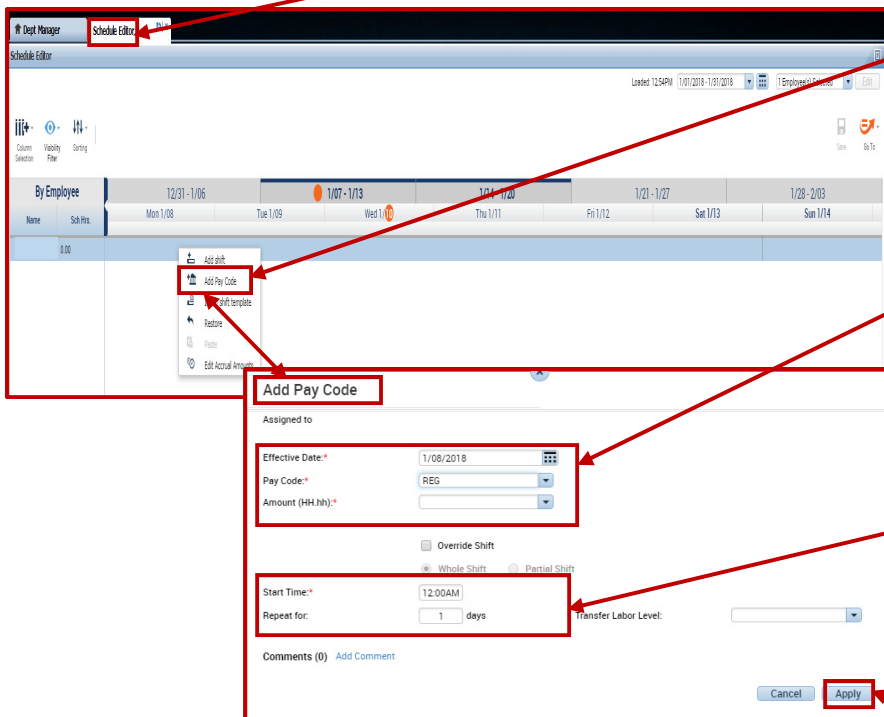 Dept Manager Schedule Editor
Schedule Editor
Loaded: 12:54PM 1/01/2018 - 1/31/2018 1 Employee(s) Selected Edit
Column Selection Visibility Filter Sorting Save Go To
By Employee 12/31 - 1/06 1/07 - 1/13 1/14 - 1/20 1/21 - 1/27 1/28 - 2/03
Name Sch Hrs. Mon 1/08 Tue 1/09 Wed 1/10 Thu 1/11 Fri 1/12 Sat 1/13 Sun 1/14
0.00
Add shift
Add Pay Code
shift template
Restore
Paste
Edit Accrual Amounts
Add Pay Code
Assigned to
Effective Date:* 1/08/2018
Pay Code:* REG
Amount (HH.hh):*
Override Shift
Whole Shift Partial Shift
Start Time:* 12:00AM
Repeat for: 1 days Transfer Labor Level:
Comments (0) Add Comment
Cancel Apply